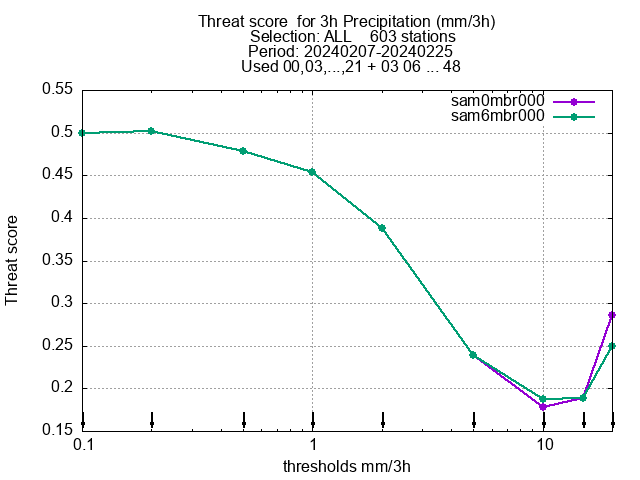 Threat score  for 3h Precipitation (mm/3h)
Selection: ALL    603 stations
Period: 20240207-20240225
Used 00,03,...,21 + 03 06 ... 48
sam0mbr000
sam6mbr000
0.55
0.5
0.45
0.4
0.35
0.3
0.25
0.2
0.15
Threat score
0.1 1 10
thresholds mm/3h